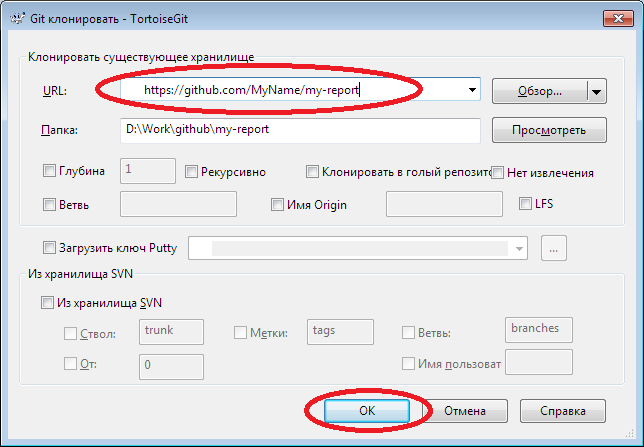 Git клонировать - TortoiseGit
Клонировать существующее хранилище
URL: https://github.com/MyName/my-report Обзор...
Папка: D:\Work\github\my-report Просмотреть
Глубина 1 Рекурсивно Клонировать в голый репозито Нет извлечения
Ветвь Имя Origin LFS
Загрузить ключ Putty ...
Из хранилища SVN
Из хранилища SVN
Ствол: trunk Метки: tags Ветвь: branches
От: 0 Имя пользоват
OK Отмена Справка